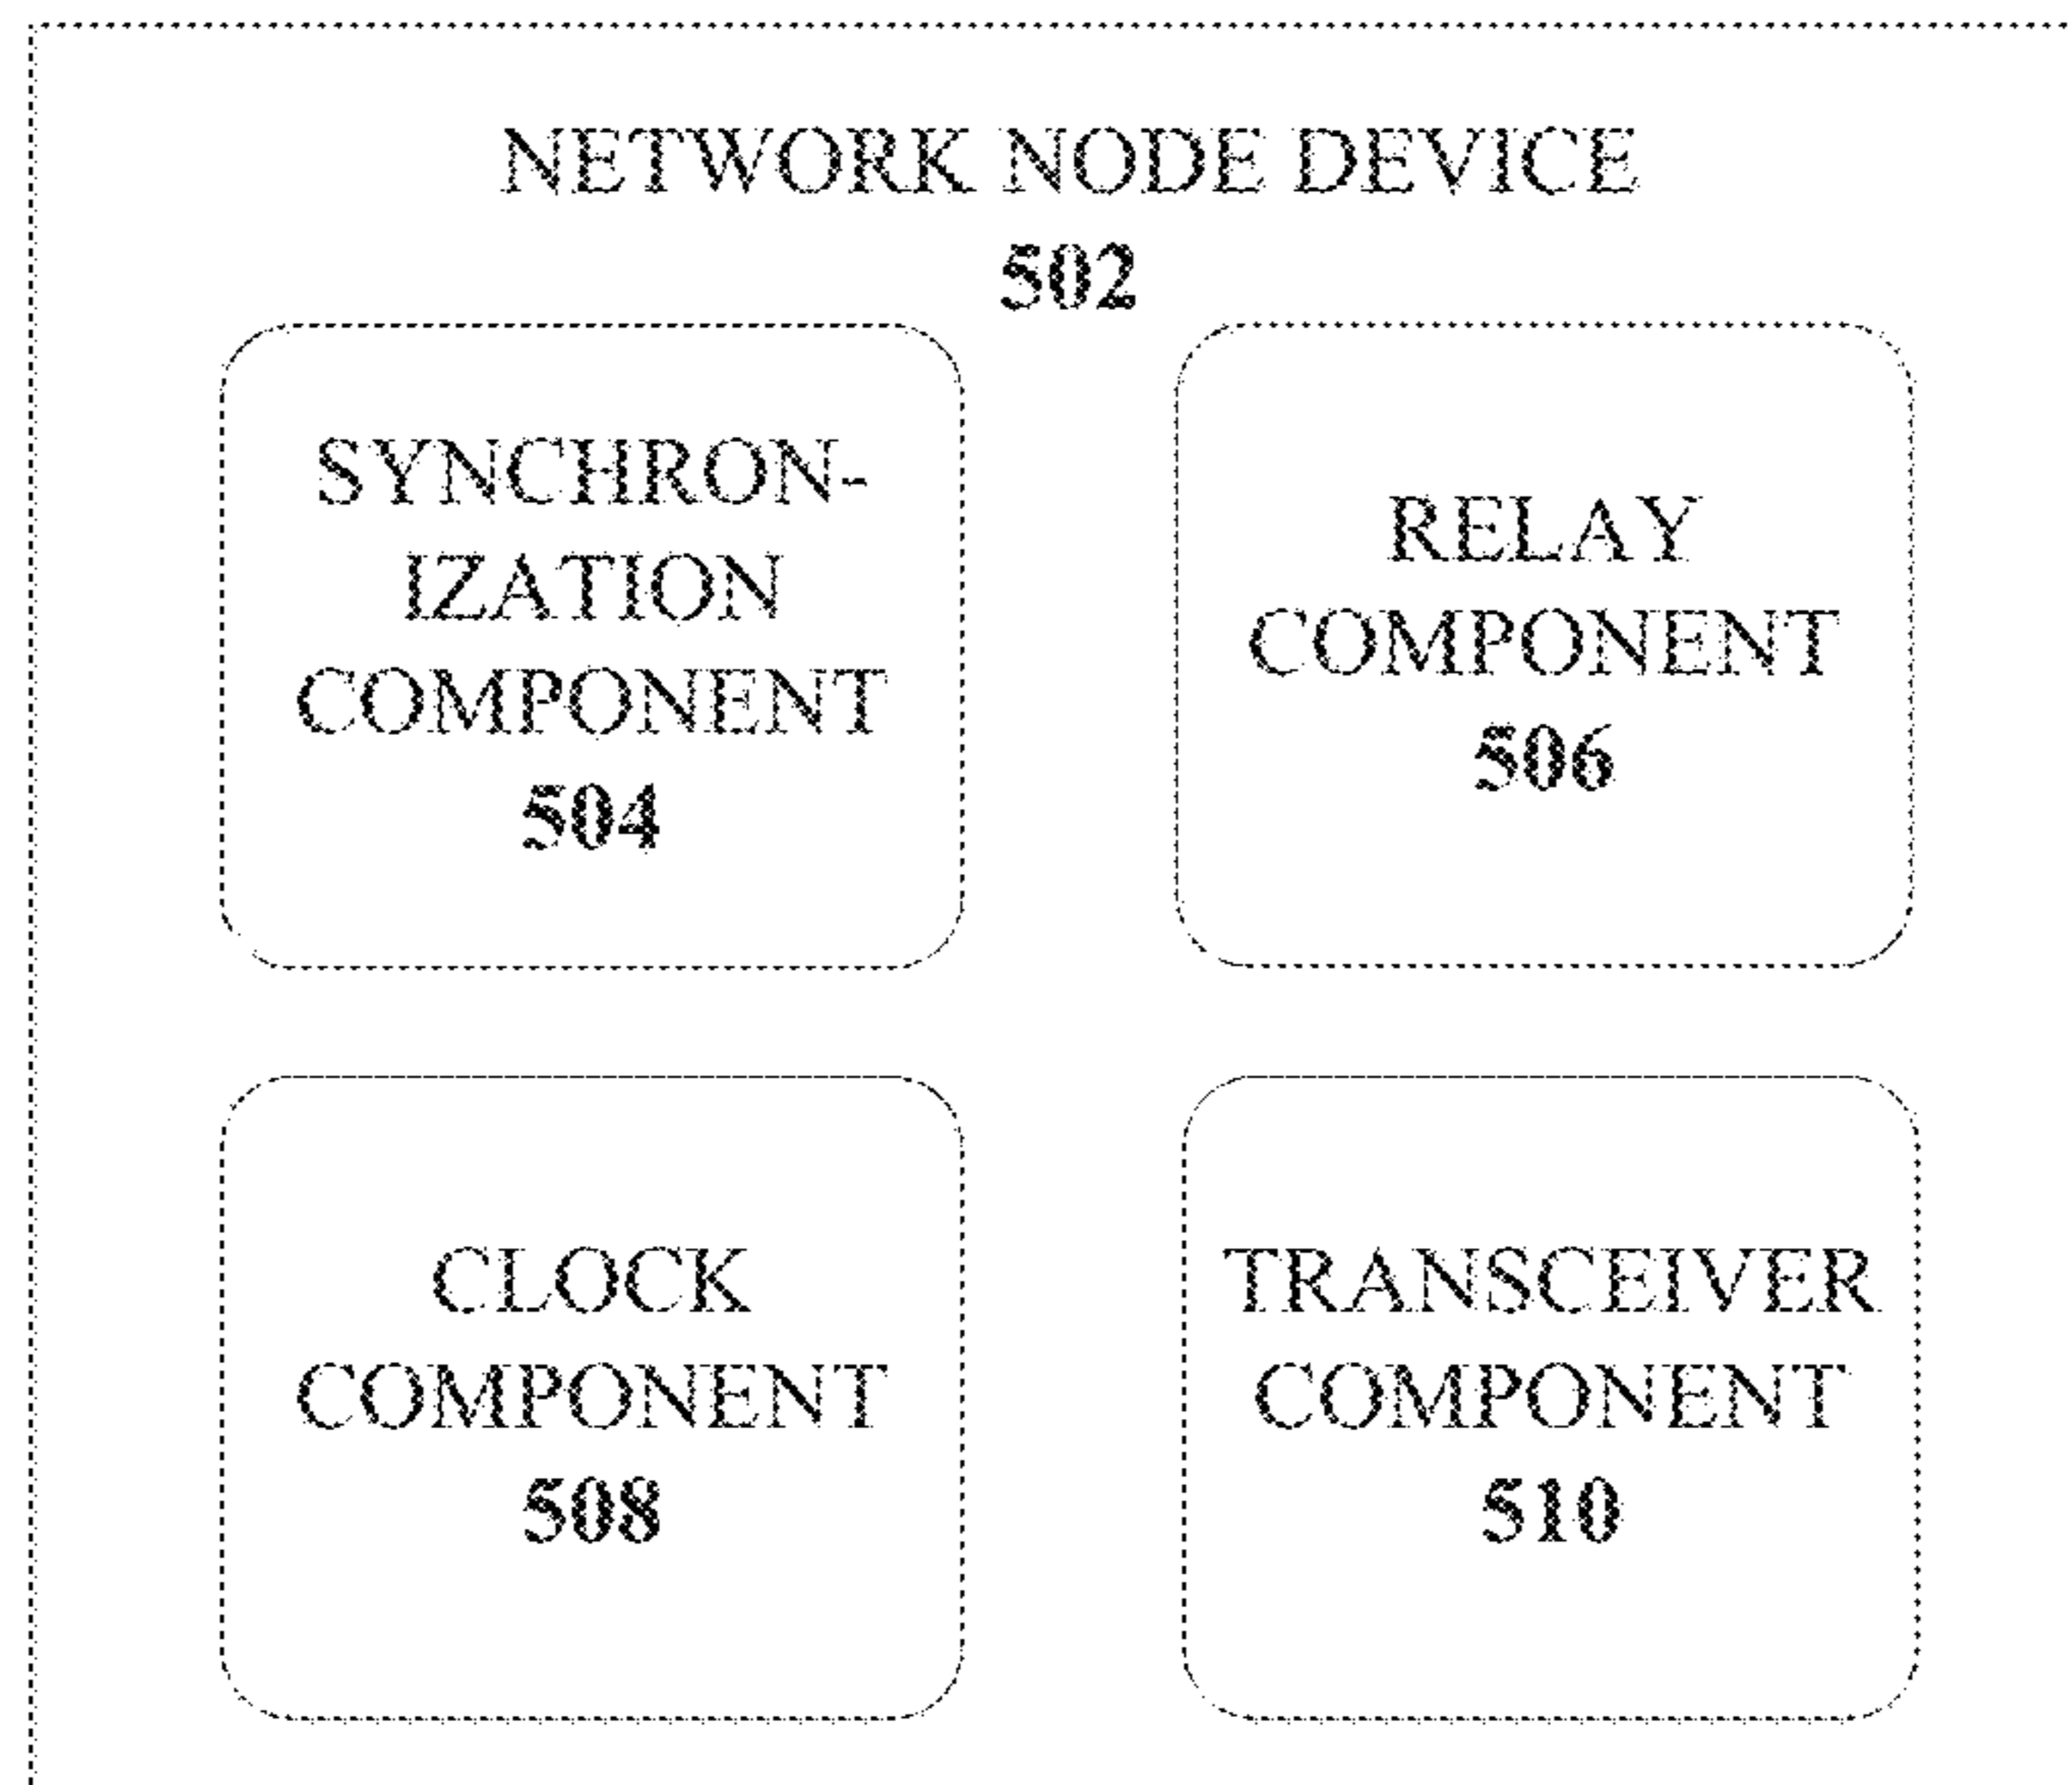 NETWORK NODE DEVICE
502
SYNCHRON-
IZATION
COMPONENT
504
RELAY
COMPONENT
506
CLOCK
COMPONENT
508
TRANSCEIVER
COMPONENT
510